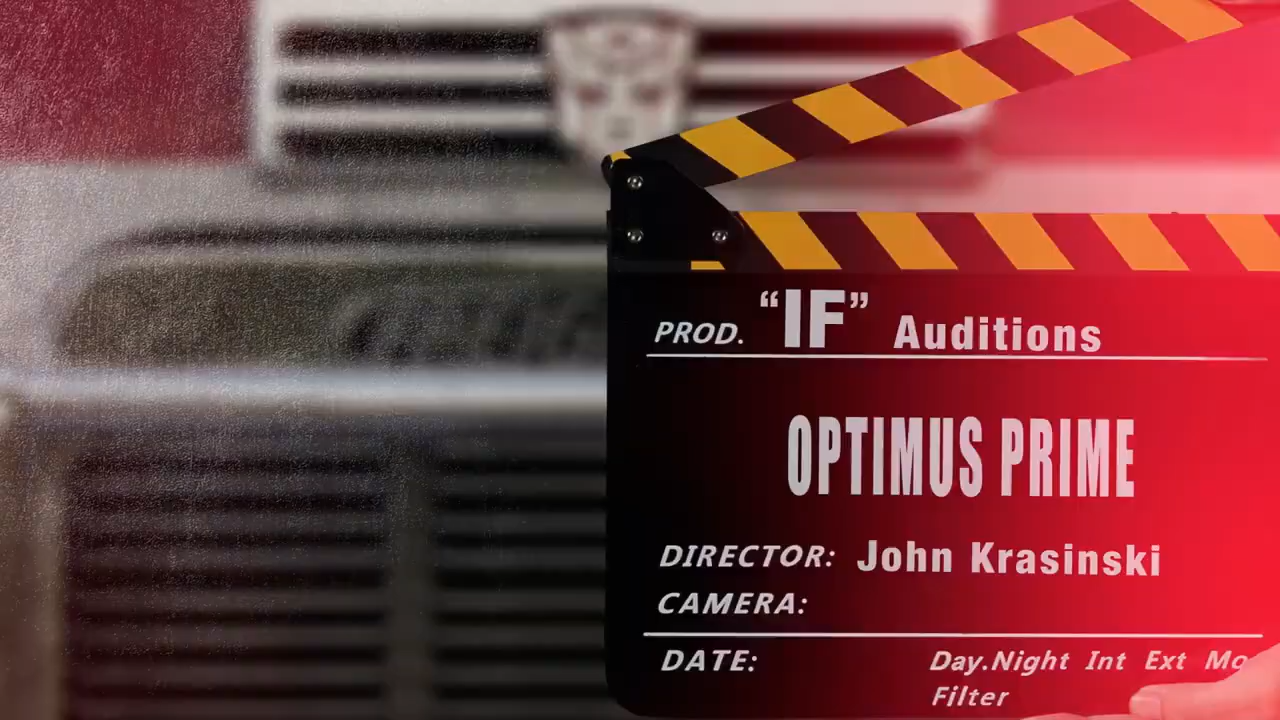 PROD. “IF” Auditions
OPTIMUS PRIME
DIRECTOR: John Krasinski
CAMERA:
DATE: Day.Night Int Ext
Filter